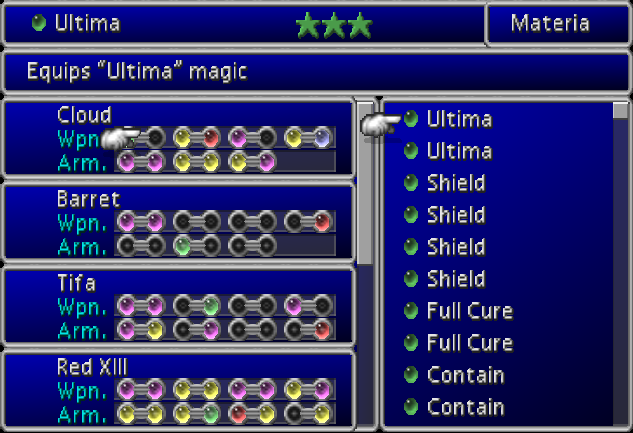 Ultima
Materia
Equips “Ultima” magic
Cloud
Wpn.
Arm.
Barret
Wpn.
Arm.
Tifa
Wpn.
Arm.
Red XIII
Wpn.
Arm.
Ultima
Ultima
Shield
Shield
Shield
Shield
Full Cure
Full Cure
Contain
Contain